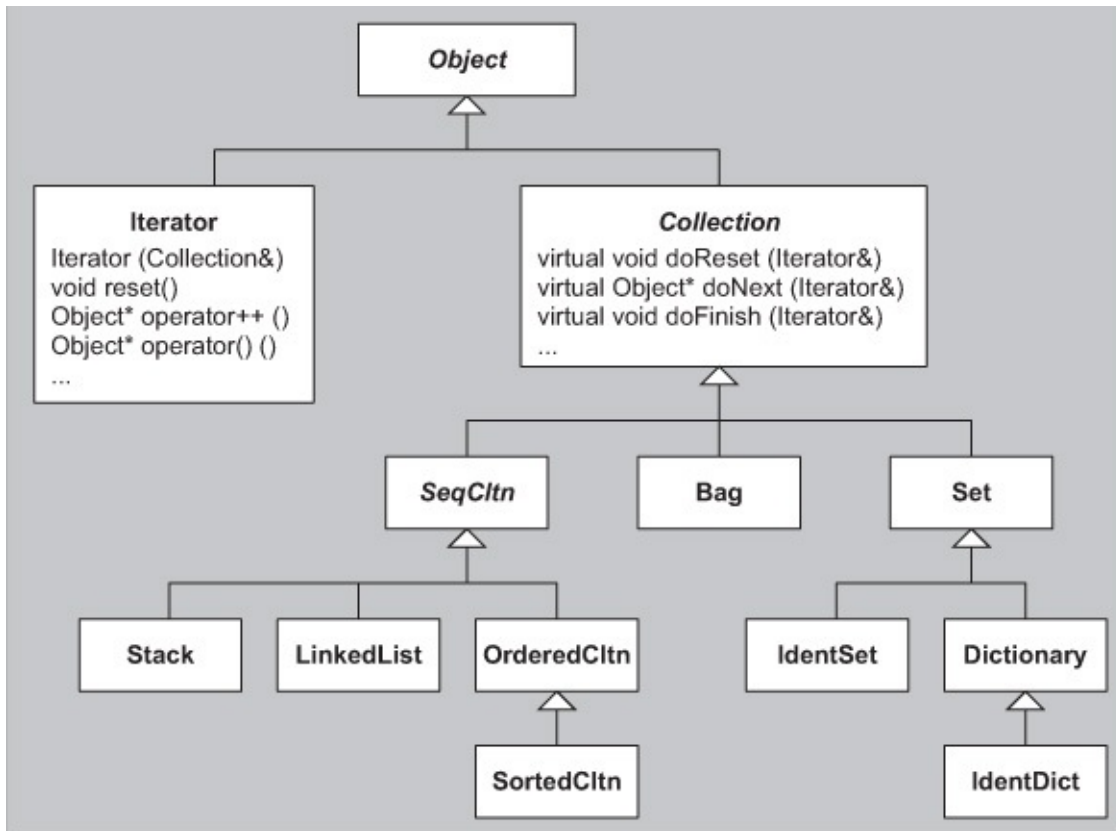 Object
Iterator
Iterator (Collection&)
void reset()
Object* operator++ ()
Object* operator() ()
...
Collection
virtual void doReset (Iterator&)
virtual Object* doNext (Iterator&)
virtual void doFinish (Iterator&)
...
SeqCltn
Bag
Set
Stack
LinkedList
OrderedCltn
IdentSet
Dictionary
SortedCltn
IdentDict